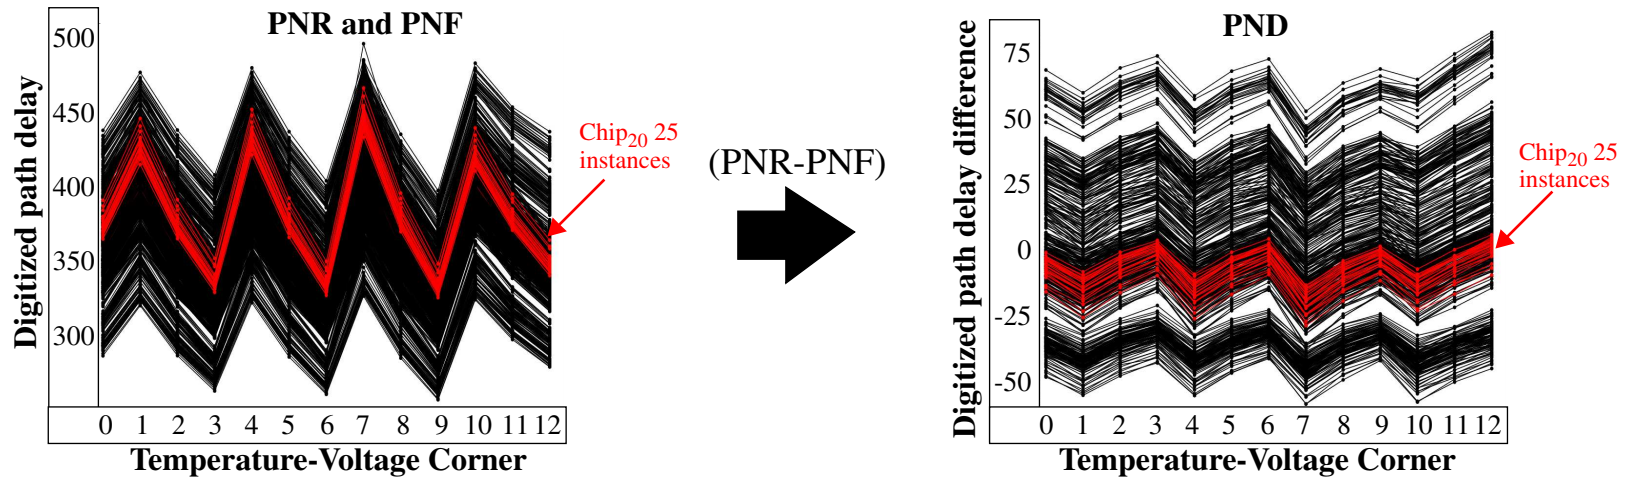 PNR and PNF
Digitized path delay
500
450
400
350
300
0 1 2 3 4 5 6 7 8 9 10 11 12
Temperature-Voltage Corner
Chip20 25
instances
(PNR-PNF)
PND
Digitized path delay difference
75
50
25
0
-25
-50
0 1 2 3 4 5 6 7 8 9 10 11 12
Temperature-Voltage Corner
Chip20 25
instances